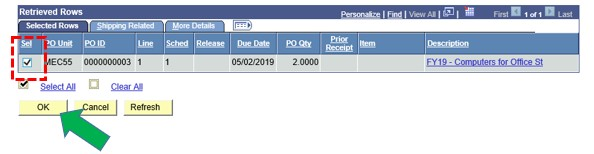 Retrieved Rows Personalize | Find | View All | First 1 of 1 Last
Selected Rows Shipping Related More Details
Sel PO Unit PO ID Line Sched Release Due Date PO Qty Prior Receipt Item Description
MEC55 0000000003 1 1 05/02/2019 2.0000 FY19 - Computers for Office St
Select All Clear All
OK Cancel Refresh